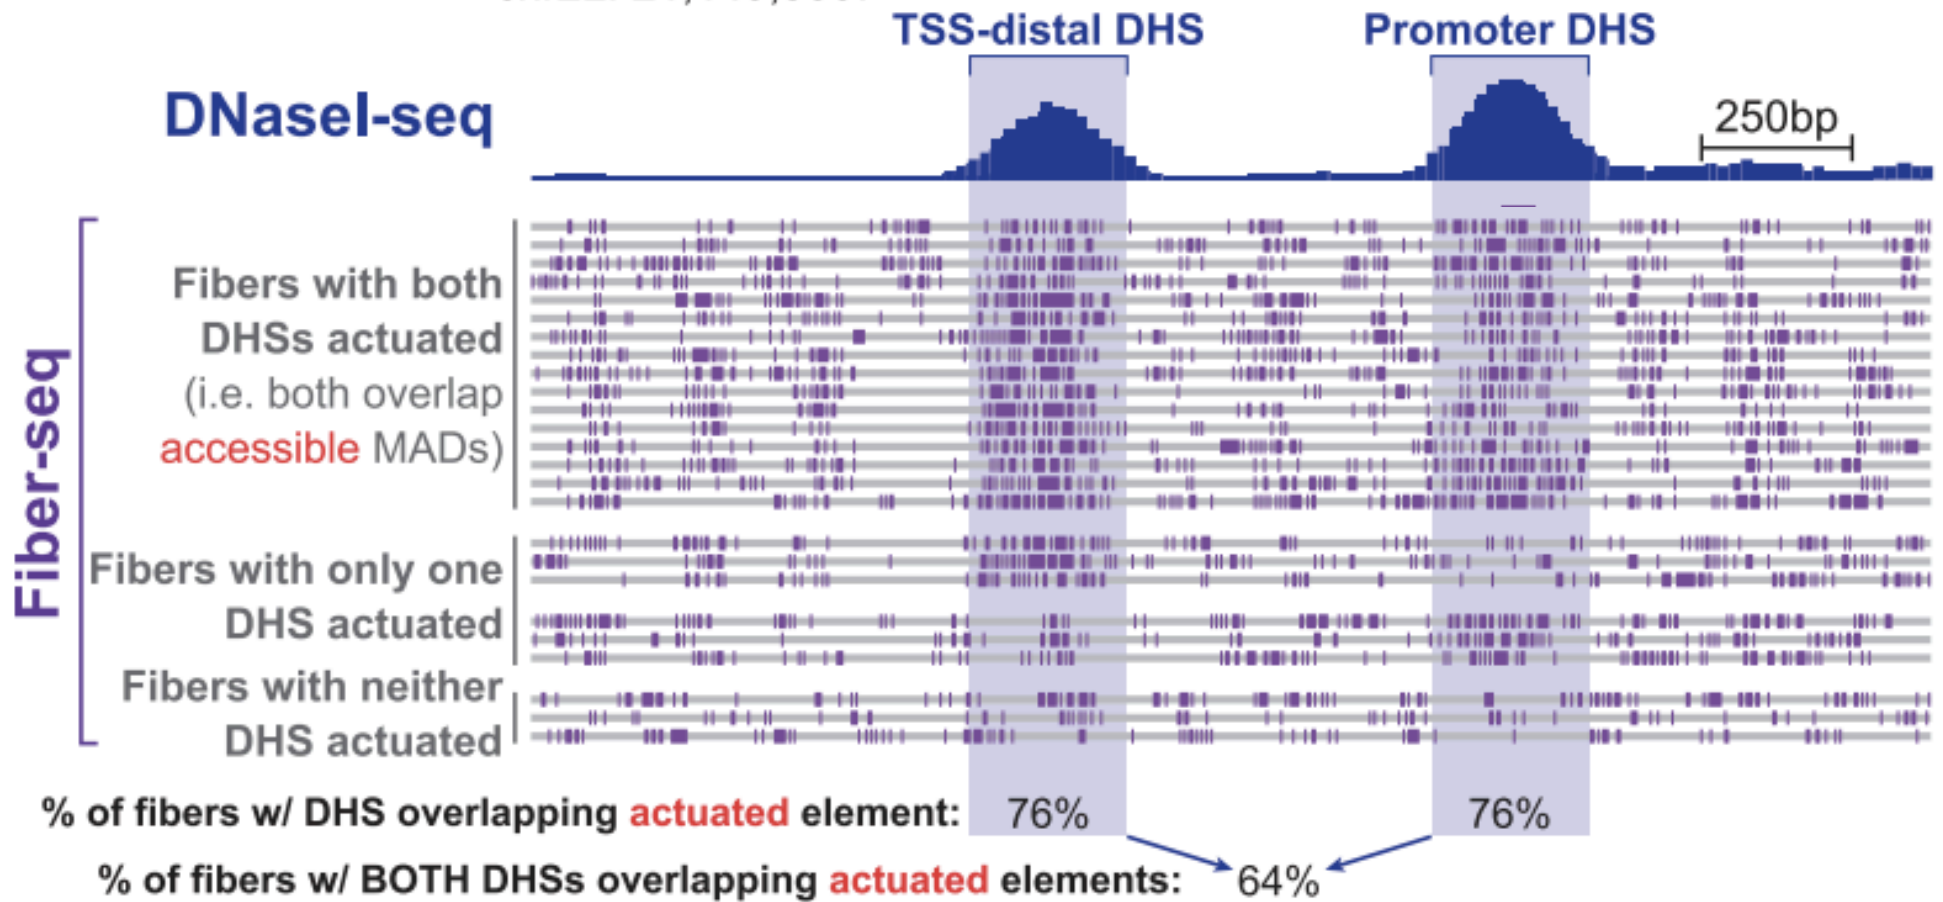 TSS-distal DHS
Promoter DHS
DNaseI-seq
250bp
Fiber-seq
Fibers with both
DHSs actuated
(i.e. both overlap
accessible MADs)
Fibers with only one
DHS actuated
Fibers with neither
DHS actuated
% of fibers w/ DHS overlapping actuated element: 76% 76%
% of fibers w/ BOTH DHSs overlapping actuated elements: 64%